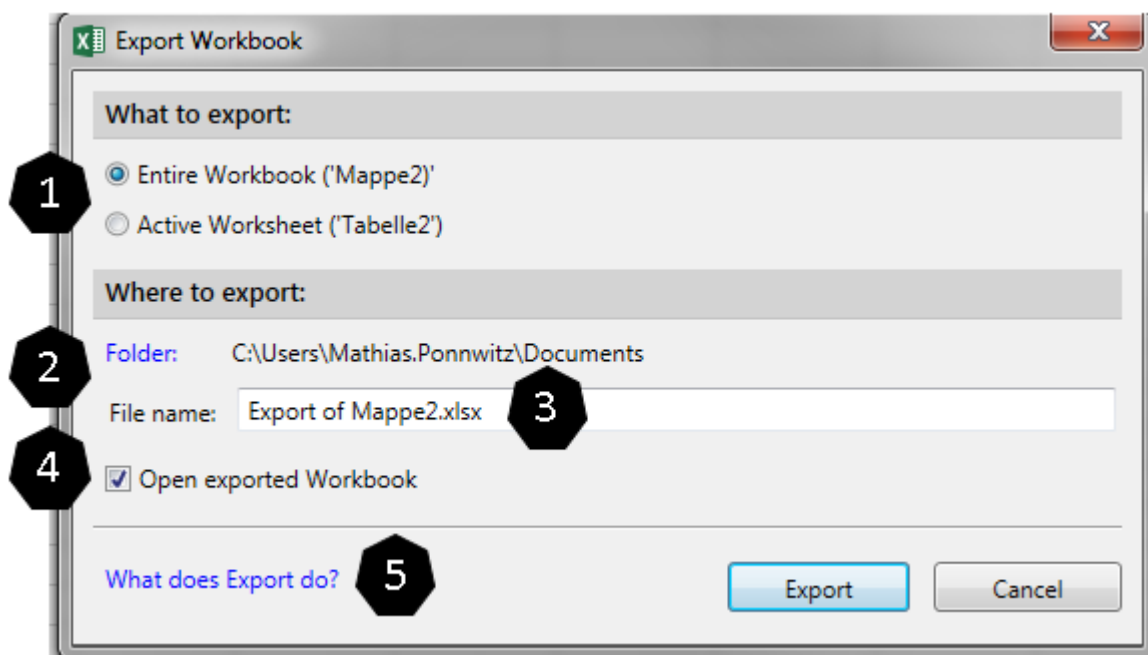 Export Workbook
X
What to export:
1
Entire Workbook ('Mappe2)'
Active Worksheet ('Tabelle2')
Where to export:
2
Folder: C:\Users\Mathias.Ponnwitz\Documents
File name: Export of Mappe2.xlsx 3
4
Open exported Workbook
What does Export do? 5
Export Cancel